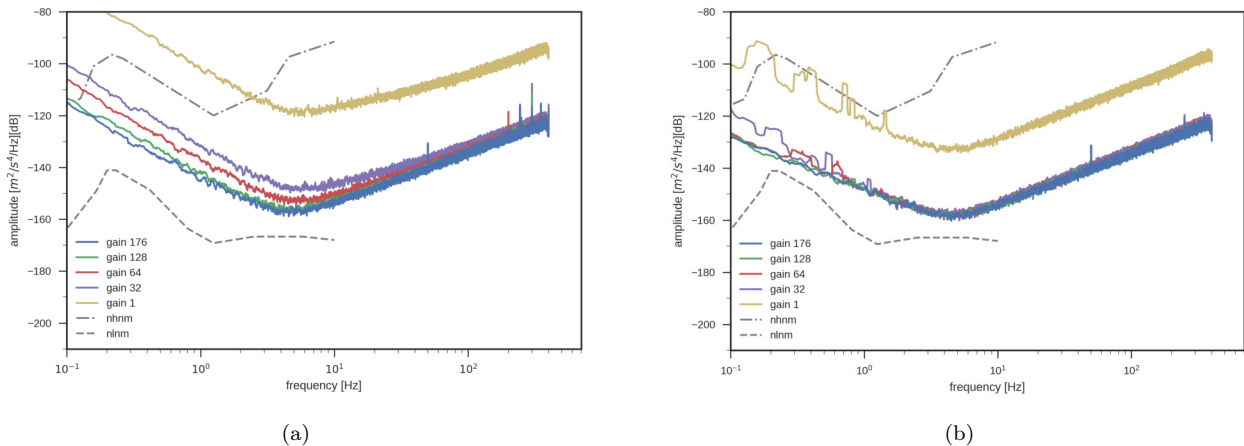 −80
−100
−120
−140
−160
−180
−200
amplitude [m²/s⁴/Hz][dB]
gain 176
gain 128
gain 64
gain 32
gain 1
nhnm
nlnm
10⁻¹ 10⁰ 10¹ 10²
frequency [Hz]
(a)
−80
−100
−120
−140
−160
−180
−200
amplitude [m²/s⁴/Hz][dB]
gain 176
gain 128
gain 64
gain 32
gain 1
nhnm
nlnm
10⁻¹ 10⁰ 10¹ 10²
frequency [Hz]
(b)